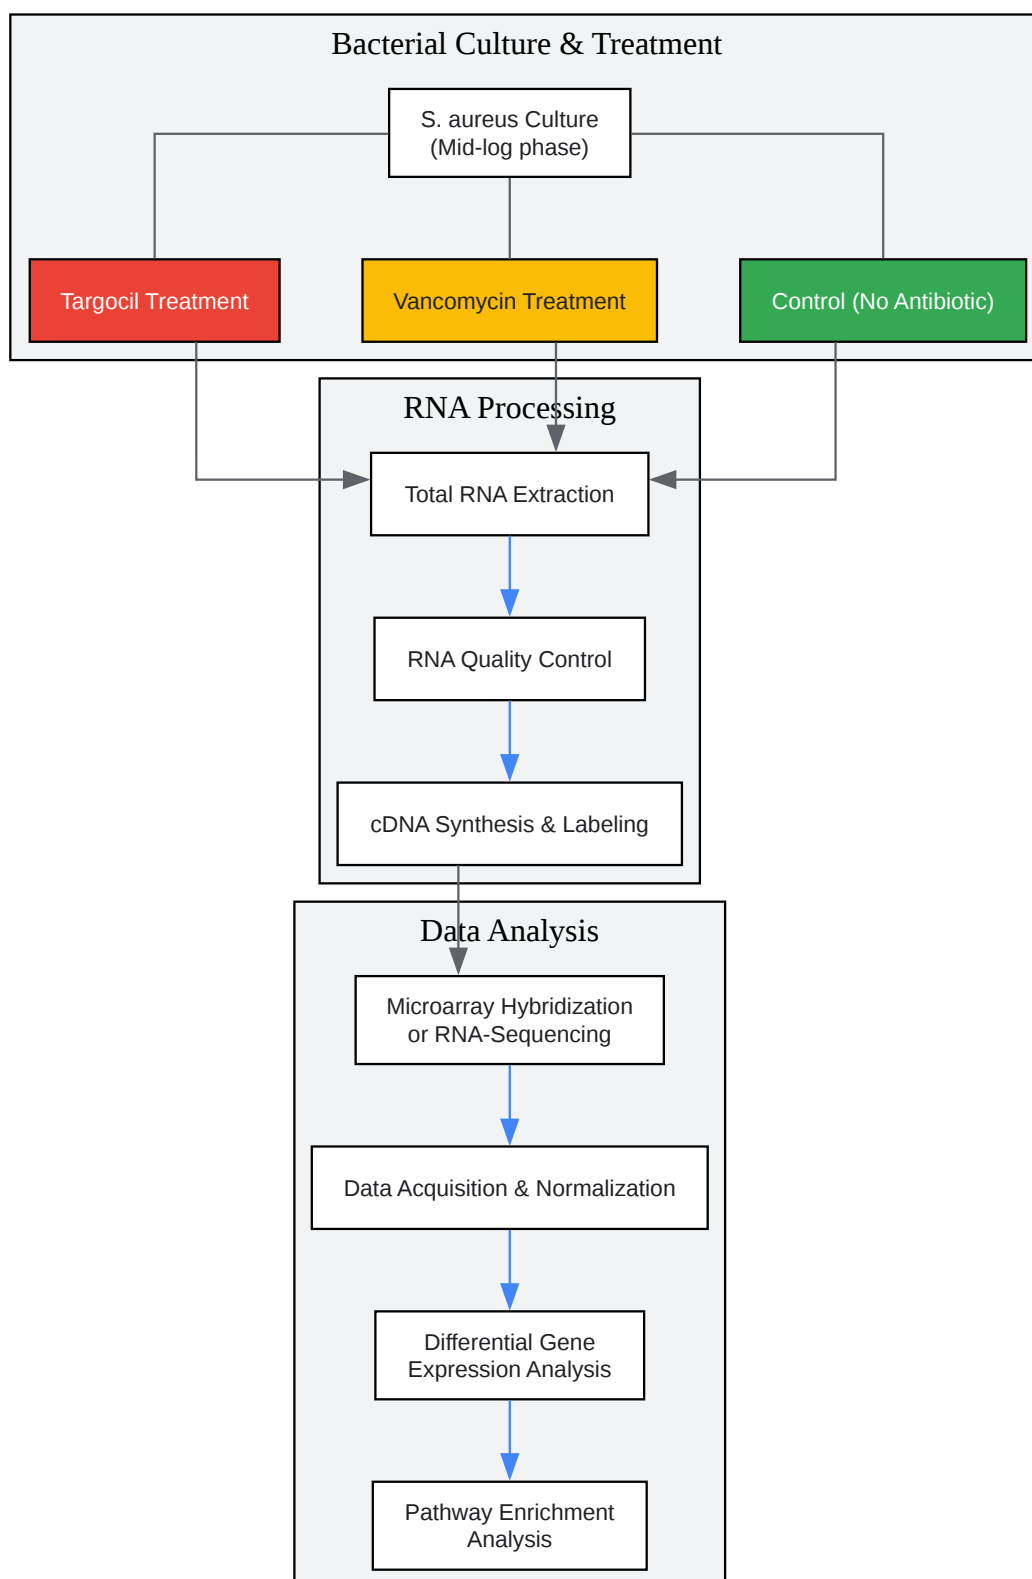 Bacterial Culture & Treatment
S. aureus Culture
(Mid-log phase)
Targocil Treatment
Vancomycin Treatment
Control (No Antibiotic)
RNA Processing
Total RNA Extraction
RNA Quality Control
cDNA Synthesis & Labeling
Data Analysis
Microarray Hybridization
or RNA-Sequencing
Data Acquisition & Normalization
Differential Gene
Expression Analysis
Pathway Enrichment
Analysis